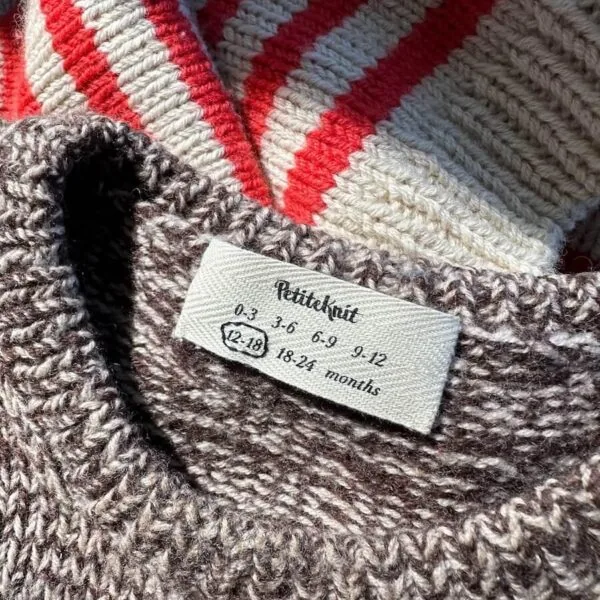 PetiteKnit
0-3 3-6 6-9 9-12
12-18 18-24 months